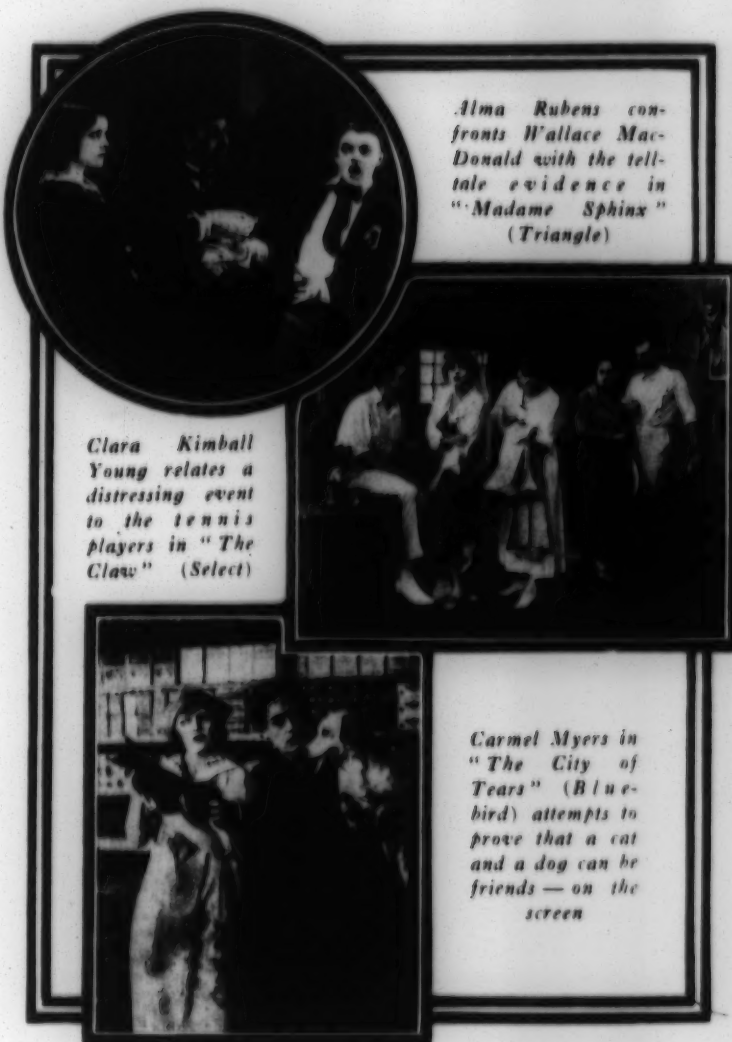 Alma Rubens con-
fronts Wallace Mac-
Donald with the tell-
tale evidence in
"Madame Sphinx"
(Triangle)
Clara Kimball
Young relates a
distressing event
to the tennis
players in "The
Claw" (Select)
Carmel Myers in
"The City of
Tears" (Blue-
bird) attempts to
prove that a cat
and a dog can be
friends — on the
screen